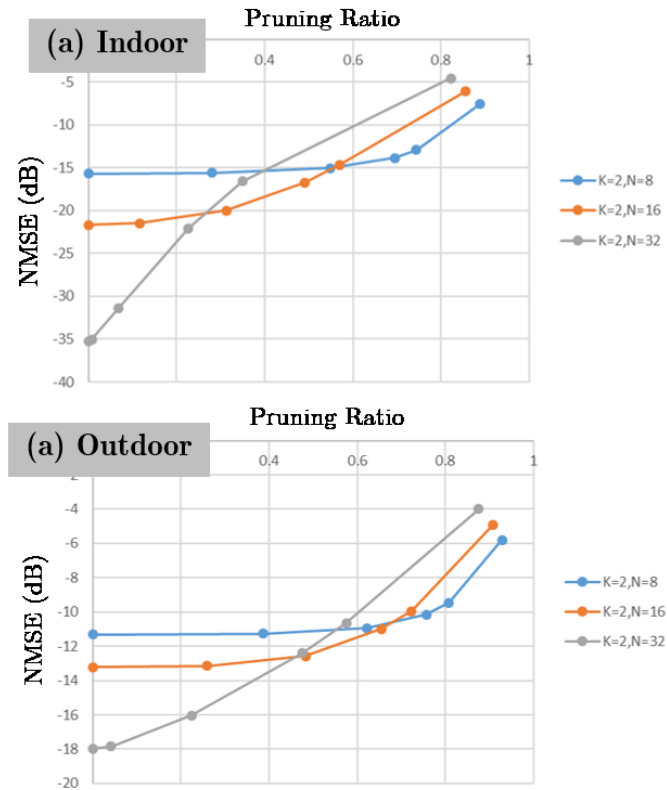 Pruning Ratio
(a) Indoor
0.4 0.6 0.8 1
-5
-10
-15
-20
-25
-30
-35
-40
NMSE (dB)
K=2,N=8
K=2,N=16
K=2,N=32
Pruning Ratio
(a) Outdoor
0.4 0.6 0.8 1
-4
-6
-8
-10
-12
-14
-16
-18
-20
NMSE (dB)
K=2,N=8
K=2,N=16
K=2,N=32